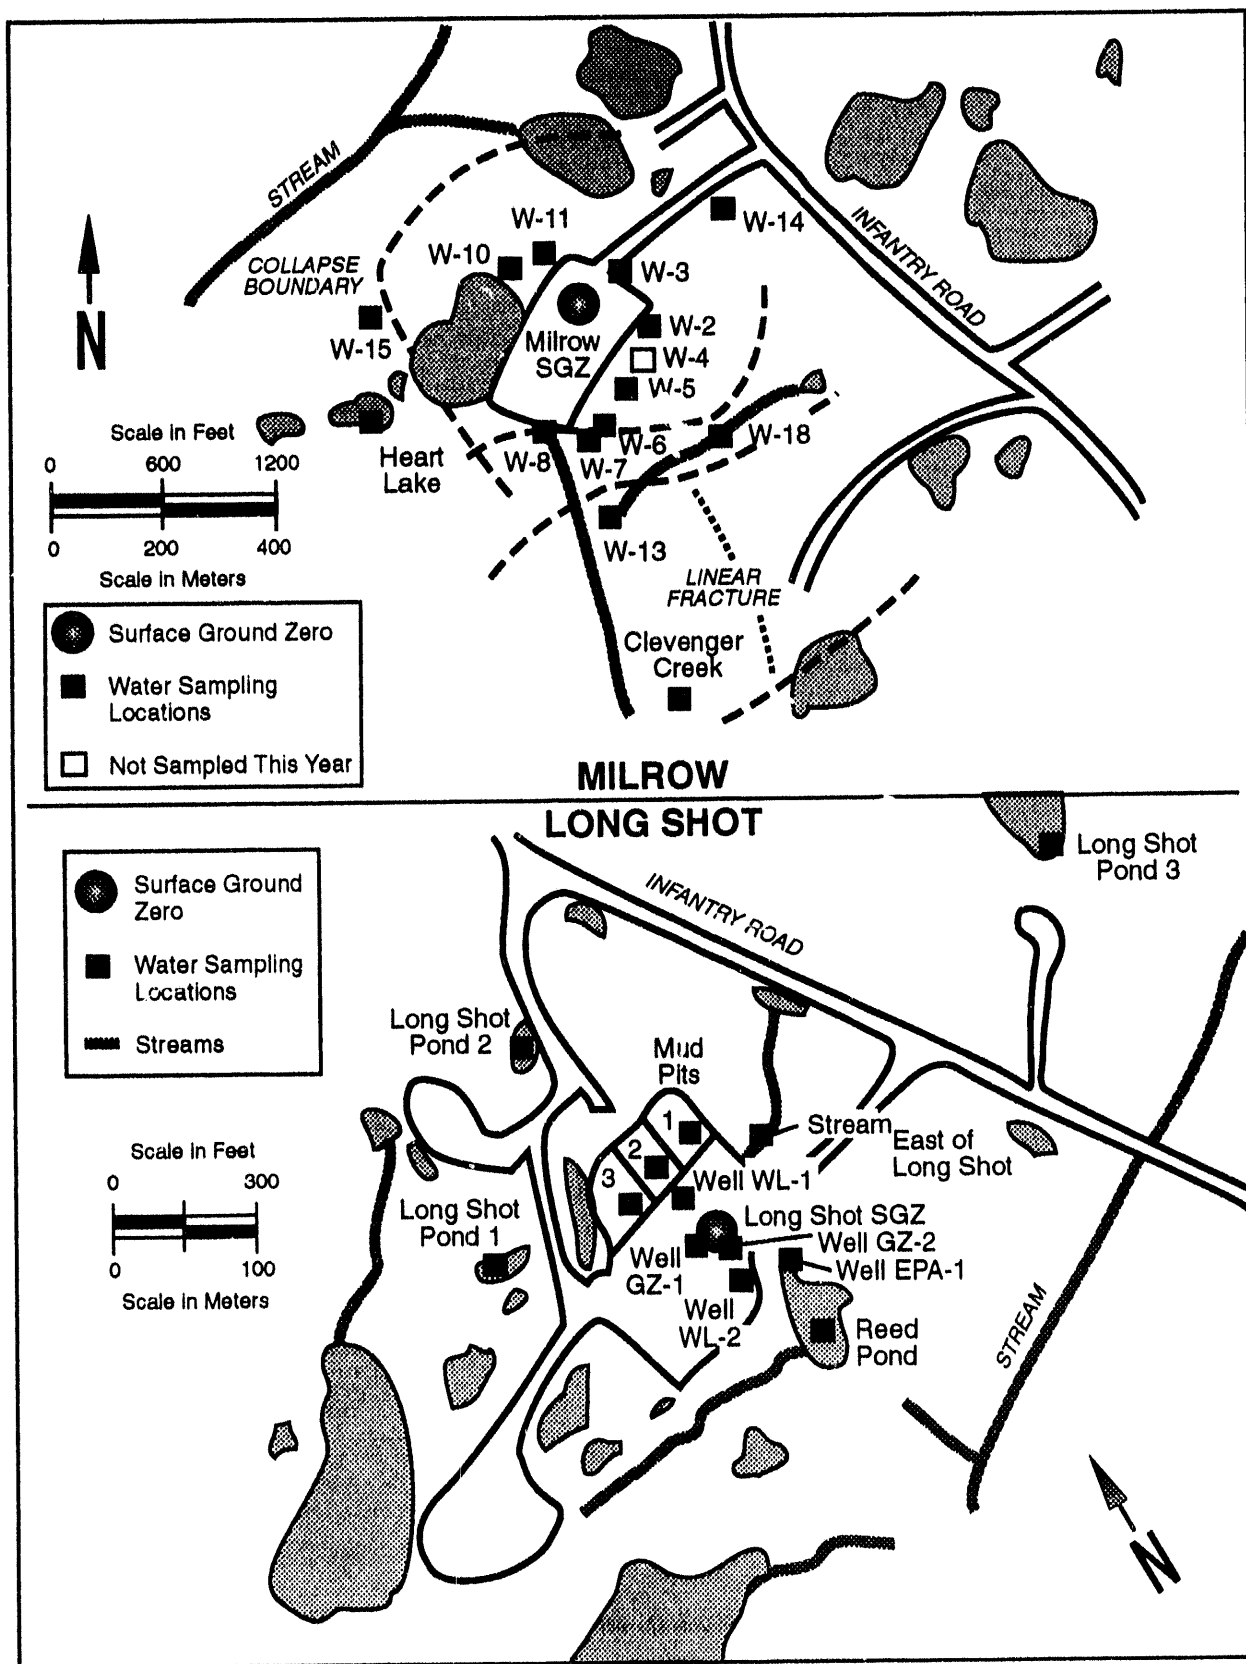 STREAM
W-11
W-14
INFANTRY ROAD
W-10
W-3
COLLAPSE
BOUNDARY
N
W-15
Milrow
SGZ
W-2
W-4
W-5
W-6
W-18
W-8
W-7
Heart
Lake
Scale in Feet
0 600 1200
0 200 400
Scale in Meters
W-13
LINEAR
FRACTURE
Clevenger
Creek
Surface Ground Zero
Water Sampling
Locations
Not Sampled This Year
MILROW
LONG SHOT
Surface Ground
Zero
Water Sampling
Locations
Streams
INFANTRY ROAD
Long Shot
Pond 3
Long Shot
Pond 2
Mud
Pits
1
2
3
Stream
East of
Long Shot
Well WL-1
Scale in Feet
0 300
0 100
Scale in Meters
Long Shot
Pond 1
Long Shot SGZ
Well GZ-2
Well EPA-1
Well
GZ-1
Well
WL-2
Reed
Pond
STREAM
N